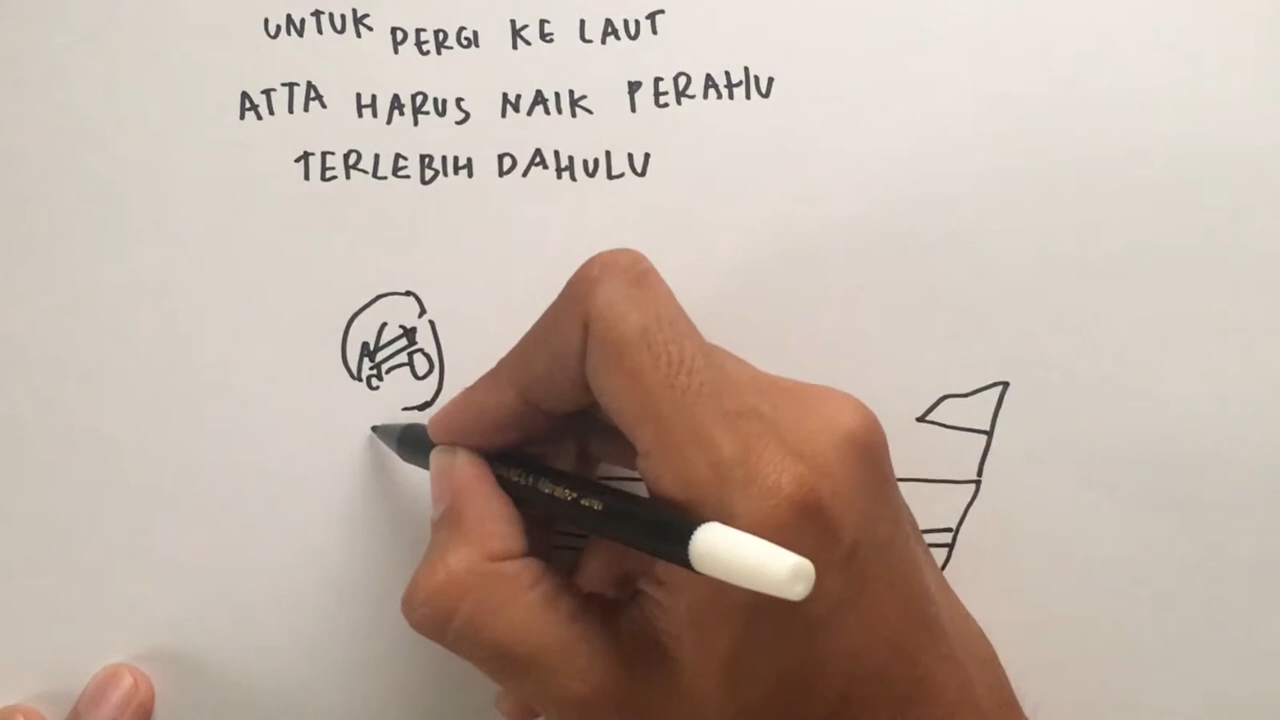 UNTUK PERGI KE LAUT
ATTA HARUS NAIK PERAHU
TERLEBIH DAHULU